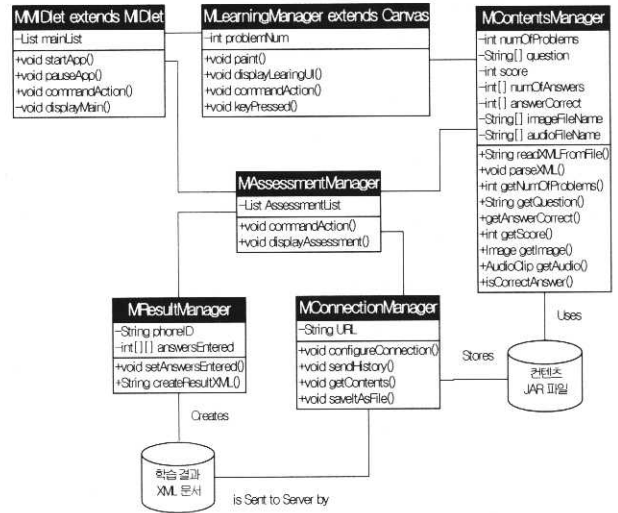 MMIDlet extends MIDlet
-List mainList
+void startApp()
+void pauseApp()
+void commandAction()
-void displayMain()
MLearningManager extends Canvas
-int problemNum
+void paint()
+void displayLearingUI()
+void commandAction()
+void keyPressed()
MContentsManager
-int numOfProblems
-String[] question
-int score
-int[] numOfAnswers
-int[] answerCorrect
-String[] imageFileName
-String[] audioFileName
+String readXMLFromFile()
+void parseXML()
+int getNumOfProblems()
+String getQuestion()
+getAnswerCorrect()
+int getScore()
+Image getImage()
+AudioClip getAudio()
+isCorrectAnswer()
MAssessmentManager
-List AssessmentList
+void commandAction()
+void displayAssessment()
MResultManager
-String phoneID
-int[][] answersEntered
+void setAnswersEntered()
+String createResultXML()
MConnectionManager
-String URL
+void configureConnection()
+void sendHistory()
+void getContents()
+void saveItAsFile()
Uses
Stores
컨텐츠
JAR 파일
Creates
학습 결과
XML 문서
is Sent to Server by